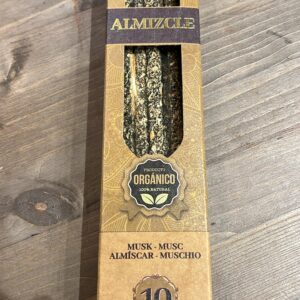 ALMIZCLE
PRODUCTO
ORGÁNICO
100% NATURAL
MUSK - MUSC
ALMÍSCAR - MUSCHIO
10